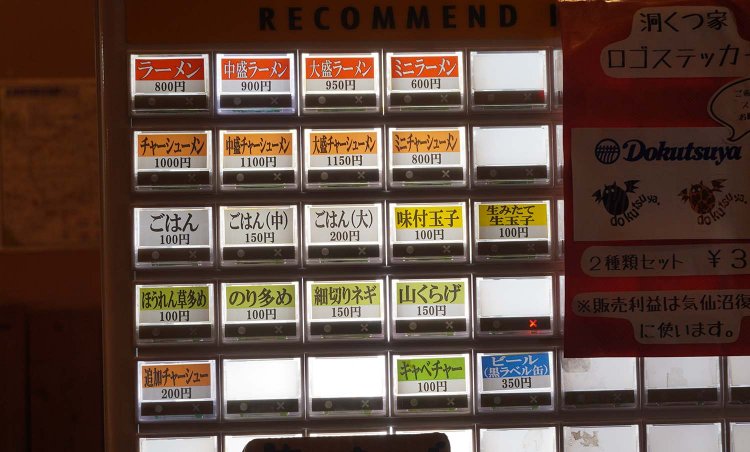 RECOMMEND
ラーメン 中盛ラーメン 大盛ラーメン ミニラーメン
800円 900円 950円 600円
チャーシューメン 中盛チャーシューメン 大盛チャーシューメン ミニチャーシューメン
1000円 1100円 1150円 800円
ごはん ごはん(中) ごはん(大) 味付玉子 生みたて
生玉子
100円 150円 200円 100円 100円
ほうれん草多め のり多め 細切りネギ 山くらげ
100円 100円 150円 150円
追加チャーシュー キャベチャー ビール
(黒ラベル缶)
200円 100円 350円
洞くつ家
ロゴステッカー
Dokutsuya
dokutsuya. dokutsuya.
2種類セット ¥3
※販売利益は気仙沼復
に使います。